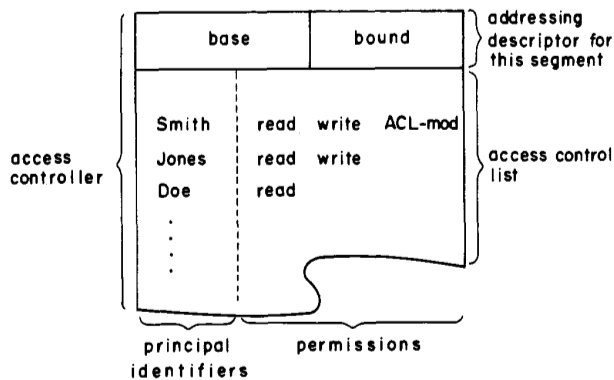 base bound
addressing
descriptor for
this segment
Smith read write ACL-mod
Jones read write
Doe read
access
controller
access control
list
principal
identifiers
permissions